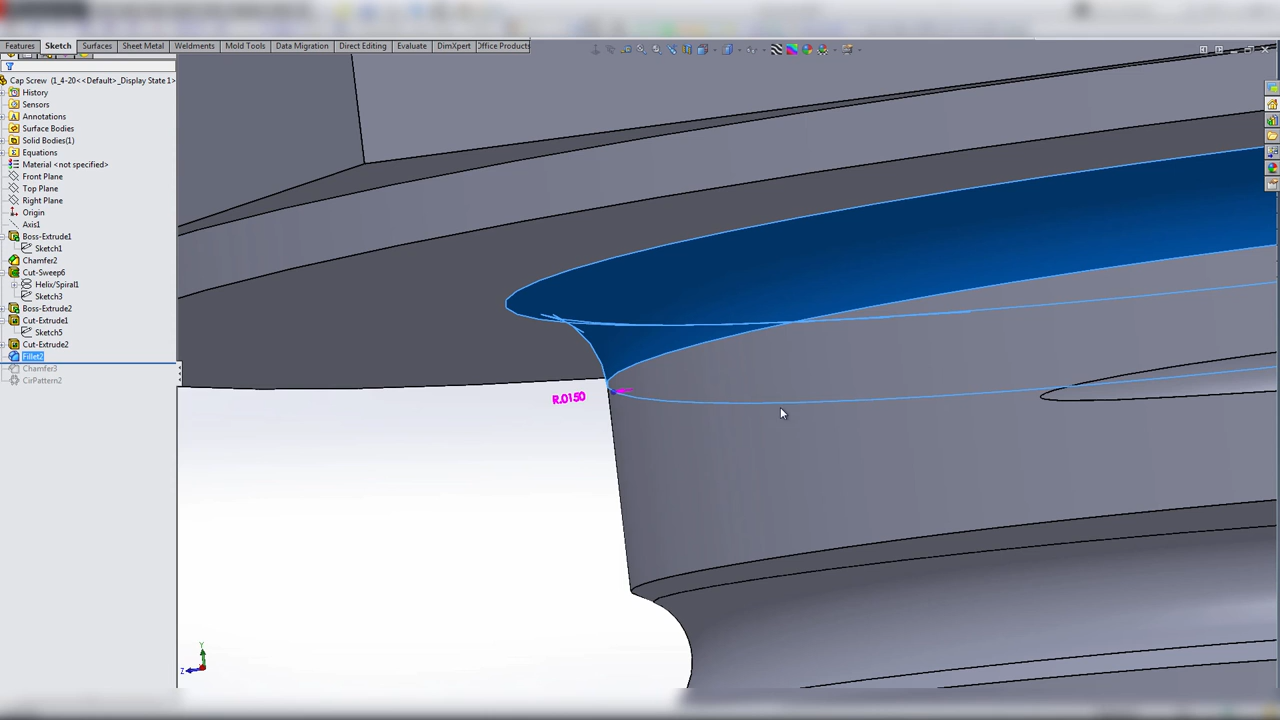 Features Sketch Surfaces Sheet Metal Weldments Mold Tools Data Migration Direct Editing Evaluate DimXpert Office Products
Cap Screw (1_4-20<<Default>_Display State 1>
History
Sensors
Annotations
Surface Bodies
Solid Bodies(1)
Equations
Material <not specified>
Front Plane
Top Plane
Right Plane
Origin
Axis1
Boss-Extrude1
Sketch1
Chamfer2
Cut-Sweep6
Helix/Spiral1
Sketch3
Boss-Extrude2
Cut-Extrude1
Sketch5
Cut-Extrude2
Fillet2
Chamfer3
CirPattern2
R.0150
Y
Z